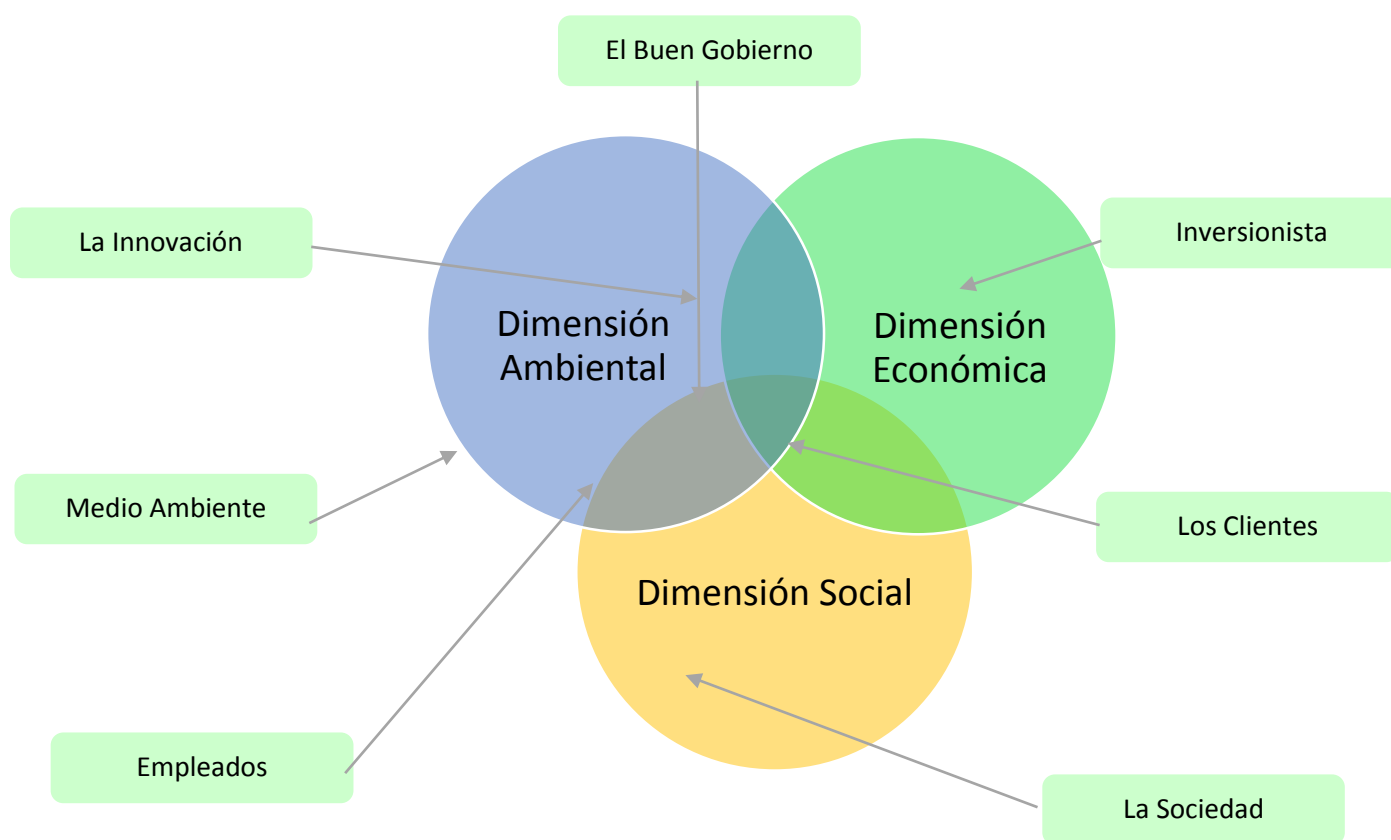 El Buen Gobierno
La Innovación
Inversionista
Dimensión
Ambiental
Dimensión
Económica
Medio Ambiente
Los Clientes
Dimensión Social
Empleados
La Sociedad